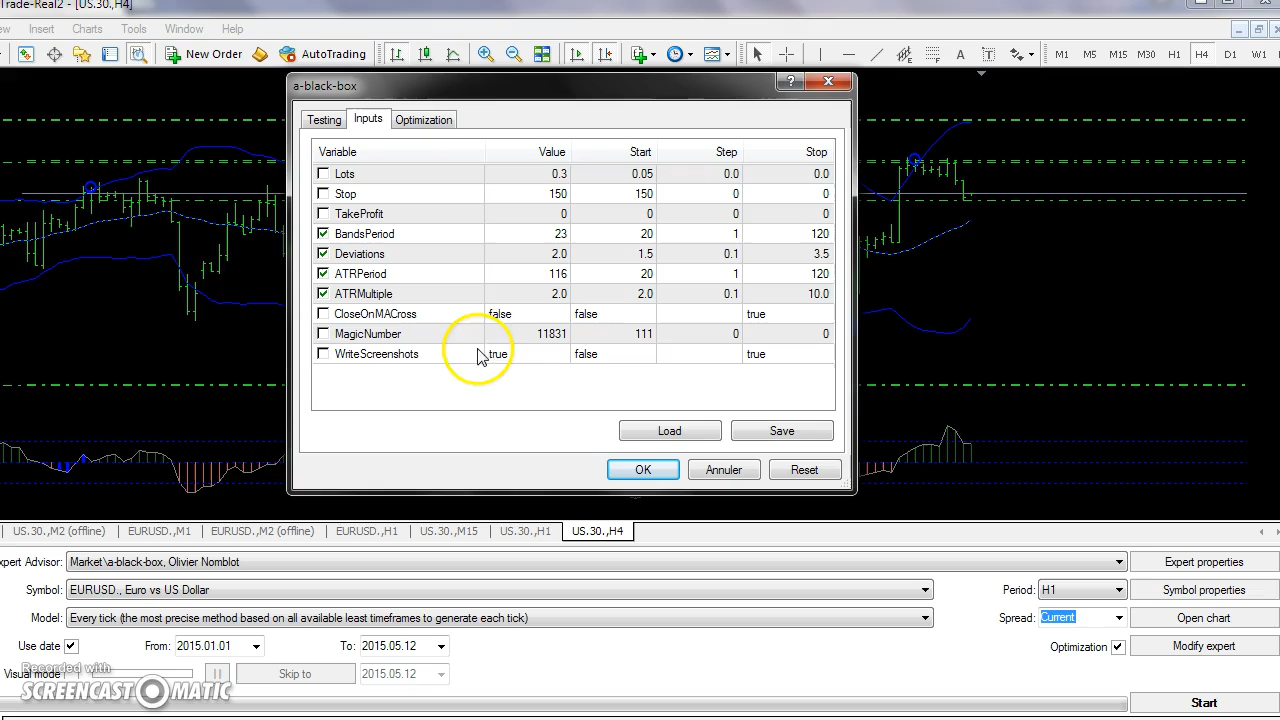 Trade-Real2 - [US.30.,H4]
Insert Charts Tools Window Help
New Order AutoTrading A T M1 M5 M15 M30 H1 H4 D1 W1
a-black-box
Testing Inputs Optimization
Variable Value Start Step Stop
Lots 0.3 0.05 0.0 0.0
Stop 150 150 0 0
TakeProfit 0 0 0 0
BandsPeriod 23 20 1 120
Deviations 2.0 1.5 0.1 3.5
ATRPeriod 116 20 1 120
ATRMultiple 2.0 2.0 0.1 10.0
CloseOnMACross false false true
MagicNumber 11831 111 0 0
WriteScreenshots true false true
Load Save
OK Annuler Reset
US.30.,M2 (offline) EURUSD.,M1 EURUSD.,M2 (offline) EURUSD.,H1 US.30.,M15 US.30.,H1 US.30.,H4
xpert Advisor: Market\a-black-box, Olivier Nomblot Expert properties
Symbol: EURUSD., Euro vs US Dollar Period: H1 Symbol properties
Model: Every tick (the most precise method based on all available least timeframes to generate each tick) Spread: Current Open chart
Use date From: 2015.01.01 To: 2015.05.12 Optimization Modify expert
Visual mode Skip to 2015.05.12
Recorded with
SCREENCAST MATIC
Start